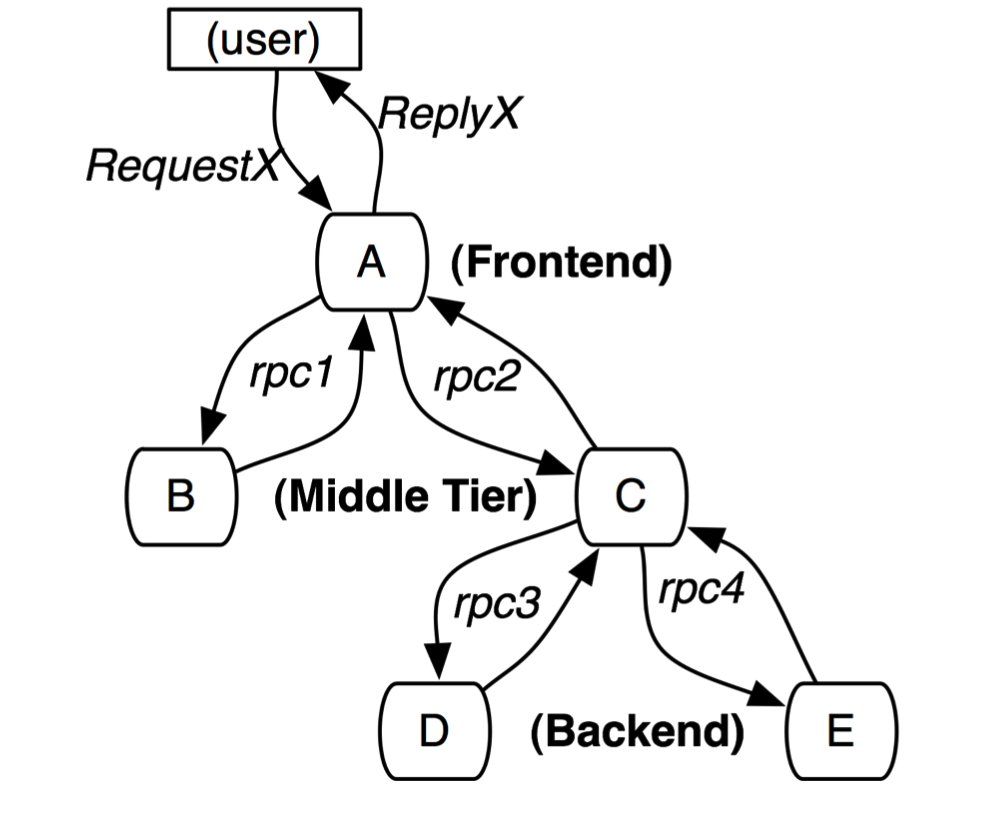 (user)
ReplyX
RequestX
A (Frontend)
rpc1 rpc2
B (Middle Tier) C
rpc3 rpc4
D (Backend) E